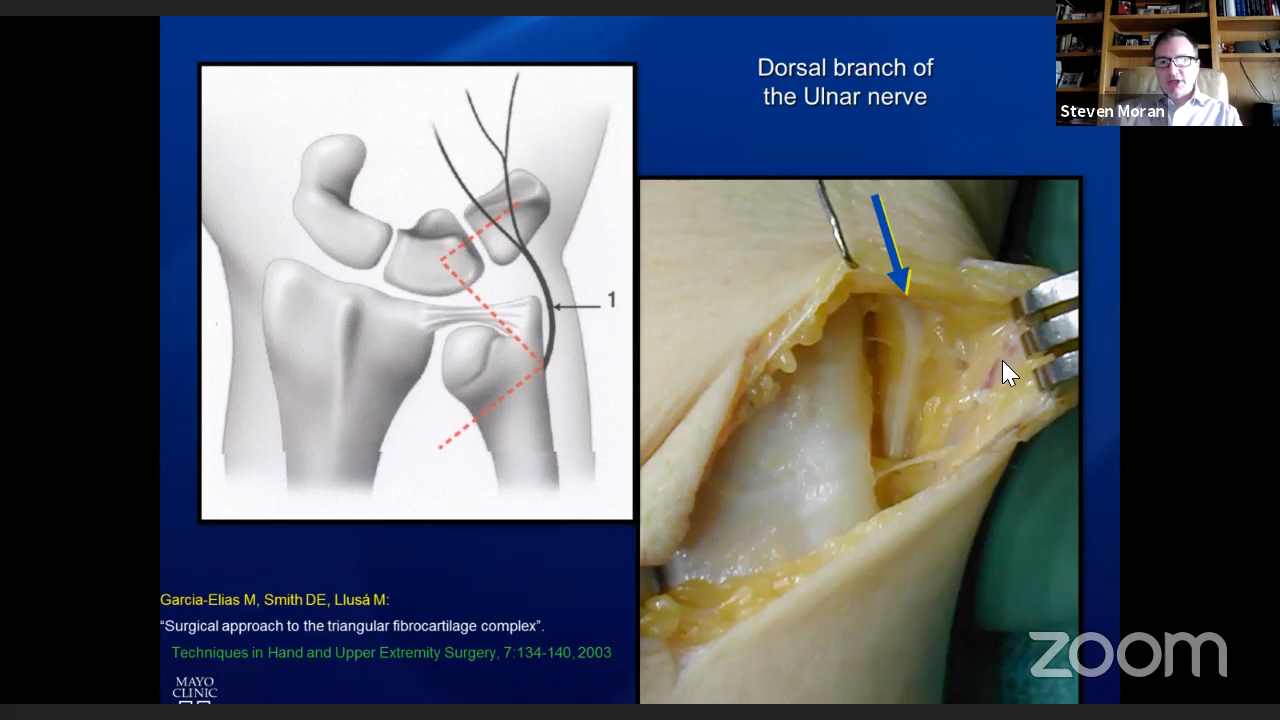 Dorsal branch of
the Ulnar nerve
Steven Moran
1
Garcia-Elias M, Smith DE, Llusá M:
“Surgical approach to the triangular fibrocartilage complex”.
Techniques in Hand and Upper Extremity Surgery, 7:134-140, 2003
MAYO
CLINIC
zoom